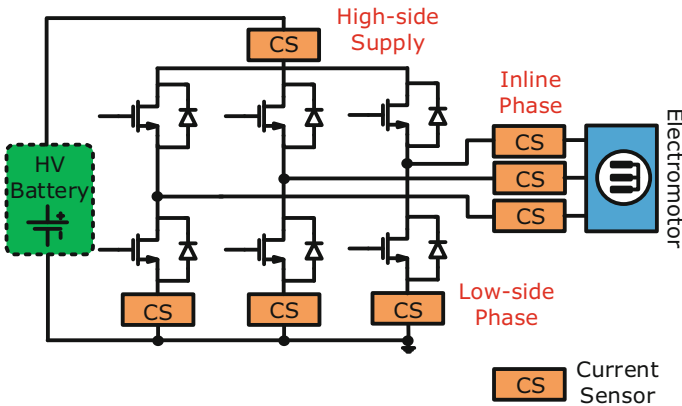 High-side
Supply
CS
Inline
Phase
CS
CS
CS
Electromotor
HV
Battery
+
-
CS
CS
CS
Low-side
Phase
CS
Current
Sensor